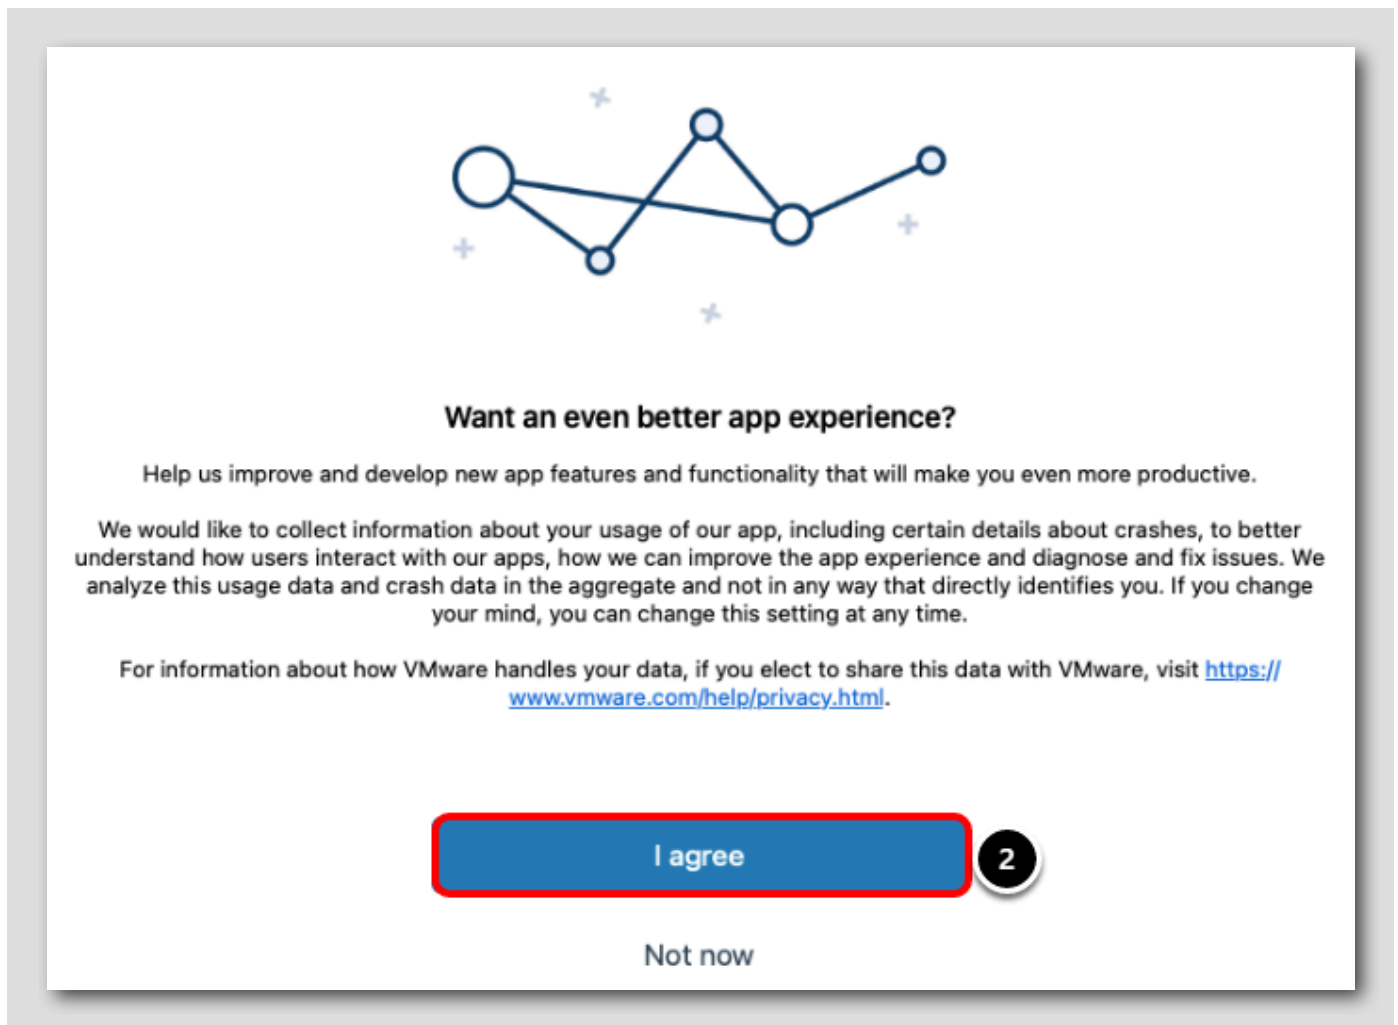 Want an even better app experience?
Help us improve and develop new app features and functionality that will make you even more productive.
We would like to collect information about your usage of our app, including certain details about crashes, to better
understand how users interact with our apps, how we can improve the app experience and diagnose and fix issues. We
analyze this usage data and crash data in the aggregate and not in any way that directly identifies you. If you change
your mind, you can change this setting at any time.
For information about how VMware handles your data, if you elect to share this data with VMware, visit https://
www.vmware.com/help/privacy.html.
I agree
2
Not now